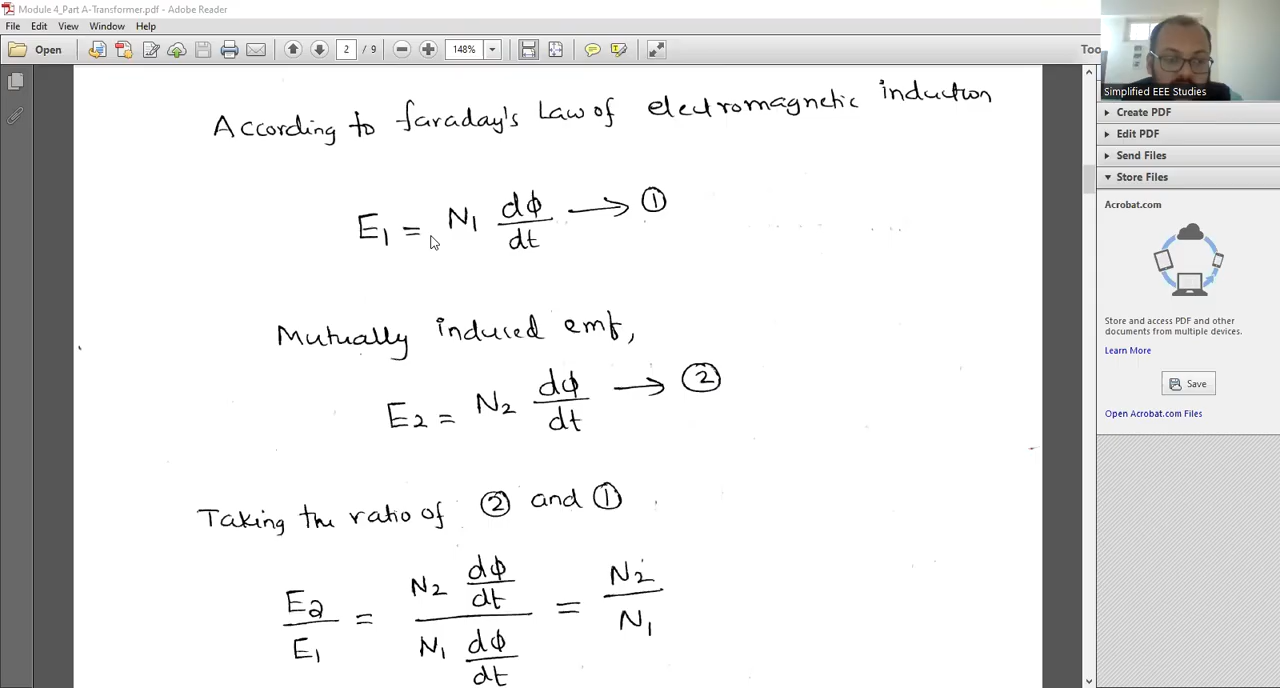 Module 4_Part A-Transformer.pdf - Adobe Reader
File Edit View Window Help
Open 2 / 9 148% Too
Simplified EEE Studies
Create PDF
Edit PDF
Send Files
Store Files
Acrobat.com
Store and access PDF and other
documents from multiple devices.
Learn More
Save
Open Acrobat.com Files
According to faraday's Law of electromagnetic induction
E₁ = N₁ dϕ/dt → ①
Mutually induced emf,
E₂ = N₂ dϕ/dt → ②
Taking the ratio of ② and ①
E₂/E₁ = N₂ dϕ/dt / N₁ dϕ/dt = N₂/N₁